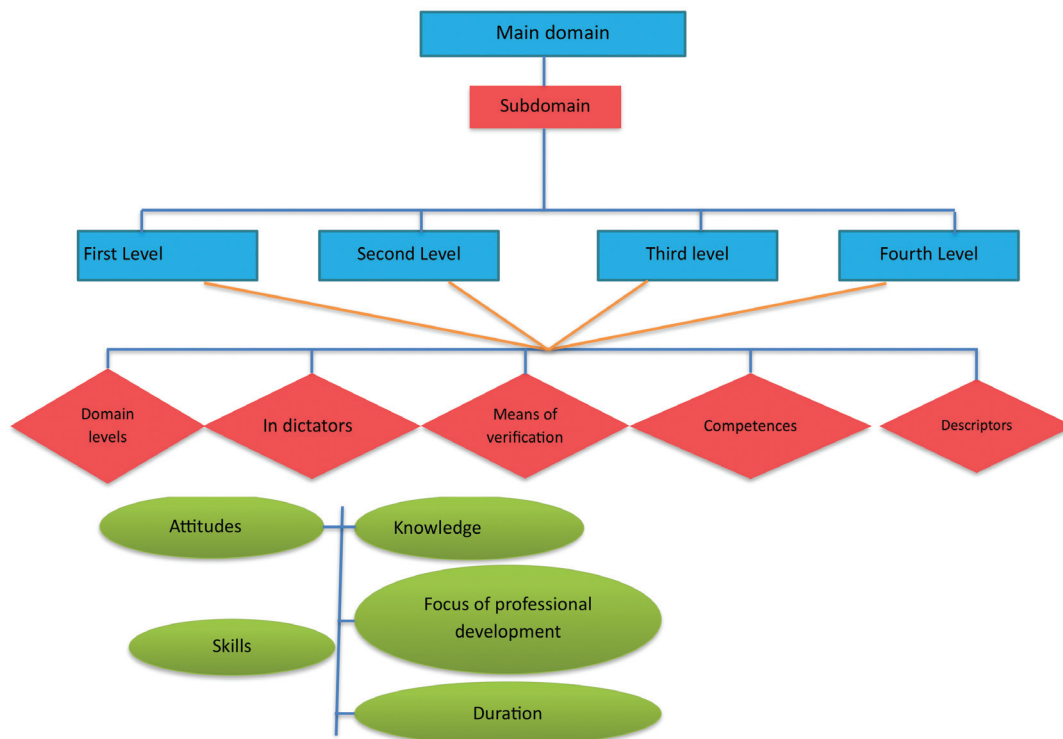 Main domain
Subdomain
First Level
Second Level
Third level
Fourth Level
Domain
levels
In dictators
Means of
verification
Competences
Descriptors
Attitudes
Knowledge
Focus of professional
development
Skills
Duration